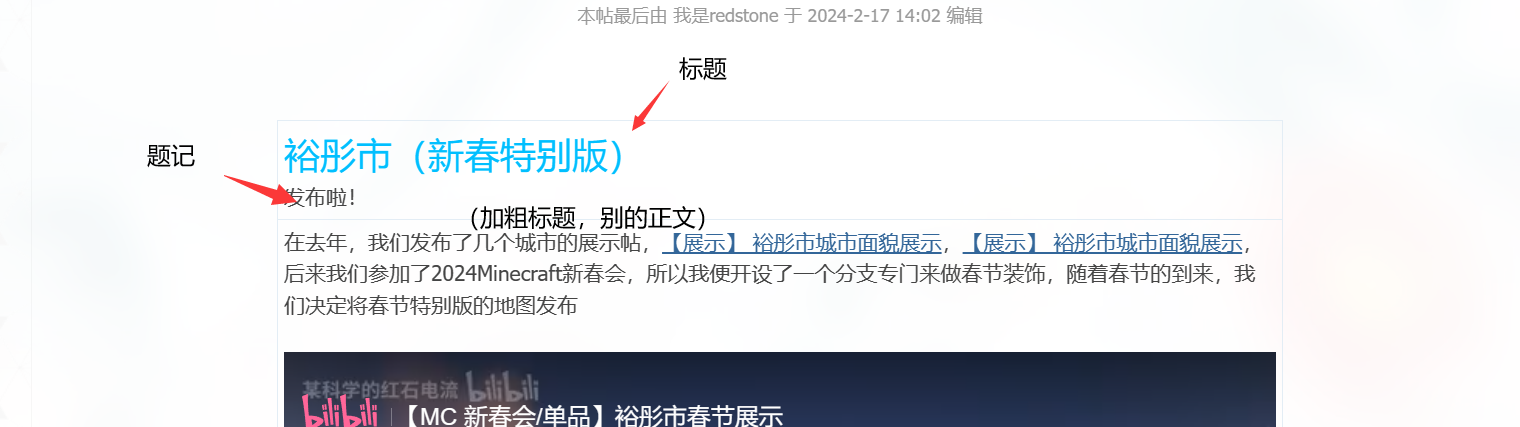 本帖最后由 我是redstone 于 2024-2-17 14:02 编辑
标题
裕彤市（新春特别版）
题记
发布啦！
（加粗标题，别的正文）
在去年，我们发布了几个城市的展示帖，【展示】 裕彤市城市面貌展示，【展示】 裕彤市城市面貌展示，
后来我们参加了2024Minecraft新春会，所以我便开设了一个分支专门来做春节装饰，随着春节的到来，我
们决定将春节特别版的地图发布
某科学的红石电流 bilibili
bilibili | 【MC 新春会/单品】裕彤市春节展示